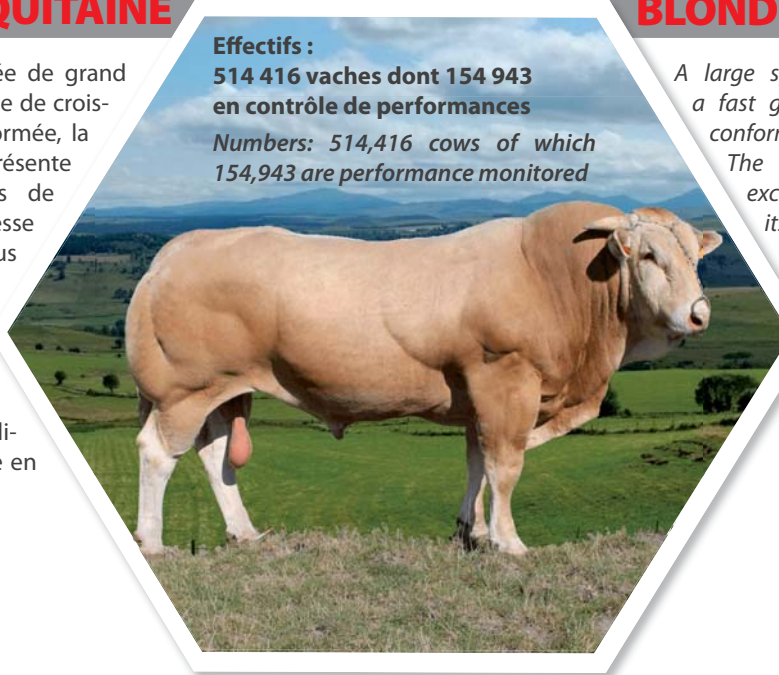 QUITAINE
BLOND
ée de grand
e de crois-
ormée, la
résente
s de
esse
us
di-
e en
Effectifs :
514 416 vaches dont 154 943
en contrôle de performances
Numbers: 514,416 cows of which
154,943 are performance monitored
A large s
a fast g
conform
The
exc
it